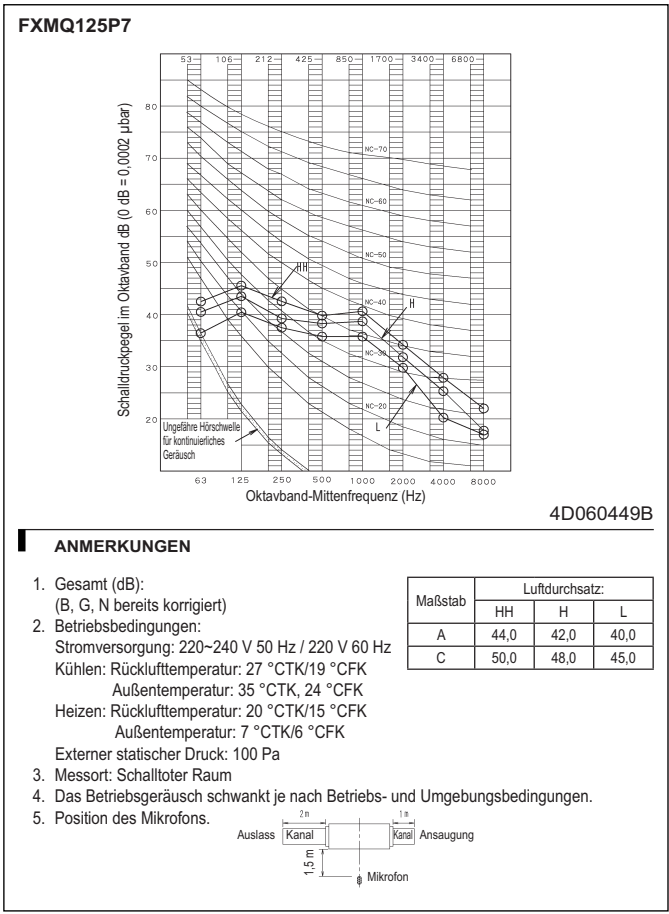 FXMQ125P7
53 106 212 425 850 1700 3400 6800
Schalldruckpegel im Oktavband dB (0 dB = 0,0002 µbar)
80
70
60
50
40
30
20
NC-70
NC-60
NC-50
NC-40
NC-30
NC-20
HH
H
L
Ungefähre Hörschwelle
für kontinuierliches
Geräusch
63 125 250 500 1000 2000 4000 8000
Oktavband-Mittenfrequenz (Hz)
4D060449B
ANMERKUNGEN
1. Gesamt (dB):
(B, G, N bereits korrigiert)
2. Betriebsbedingungen:
Stromversorgung: 220~240 V 50 Hz / 220 V 60 Hz
Kühlen: Rücklufttemperatur: 27 °CTK/19 °CFK
Außentemperatur: 35 °CTK, 24 °CFK
Heizen: Rücklufttemperatur: 20 °CTK/15 °CFK
Außentemperatur: 7 °CTK/6 °CFK
Externer statischer Druck: 100 Pa
3. Messort: Schalltoter Raum
4. Das Betriebsgeräusch schwankt je nach Betriebs- und Umgebungsbedingungen.
5. Position des Mikrofons.
Maßstab Luftdurchsatz:
HH H L
A 44,0 42,0 40,0
C 50,0 48,0 45,0
2 m 1 m
Auslass Kanal Kanal Ansaugung
1,5 m
Mikrofon